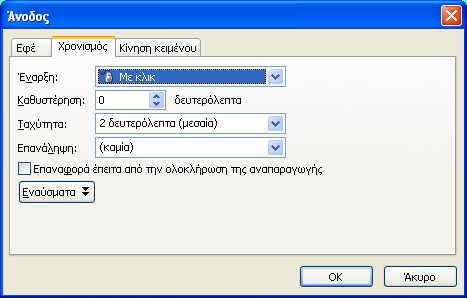 Άνοδος
Εφέ Χρονισμός Κίνηση κειμένου
Έναρξη: Με κλικ
Καθυστέρηση: 0 δευτερόλεπτα
Ταχύτητα: 2 δευτερόλεπτα (μεσαία)
Επανάληψη: (καμία)
Επαναφορά έπειτα από την ολοκλήρωση της αναπαραγωγής
Εναύσματα
OK Άκυρο